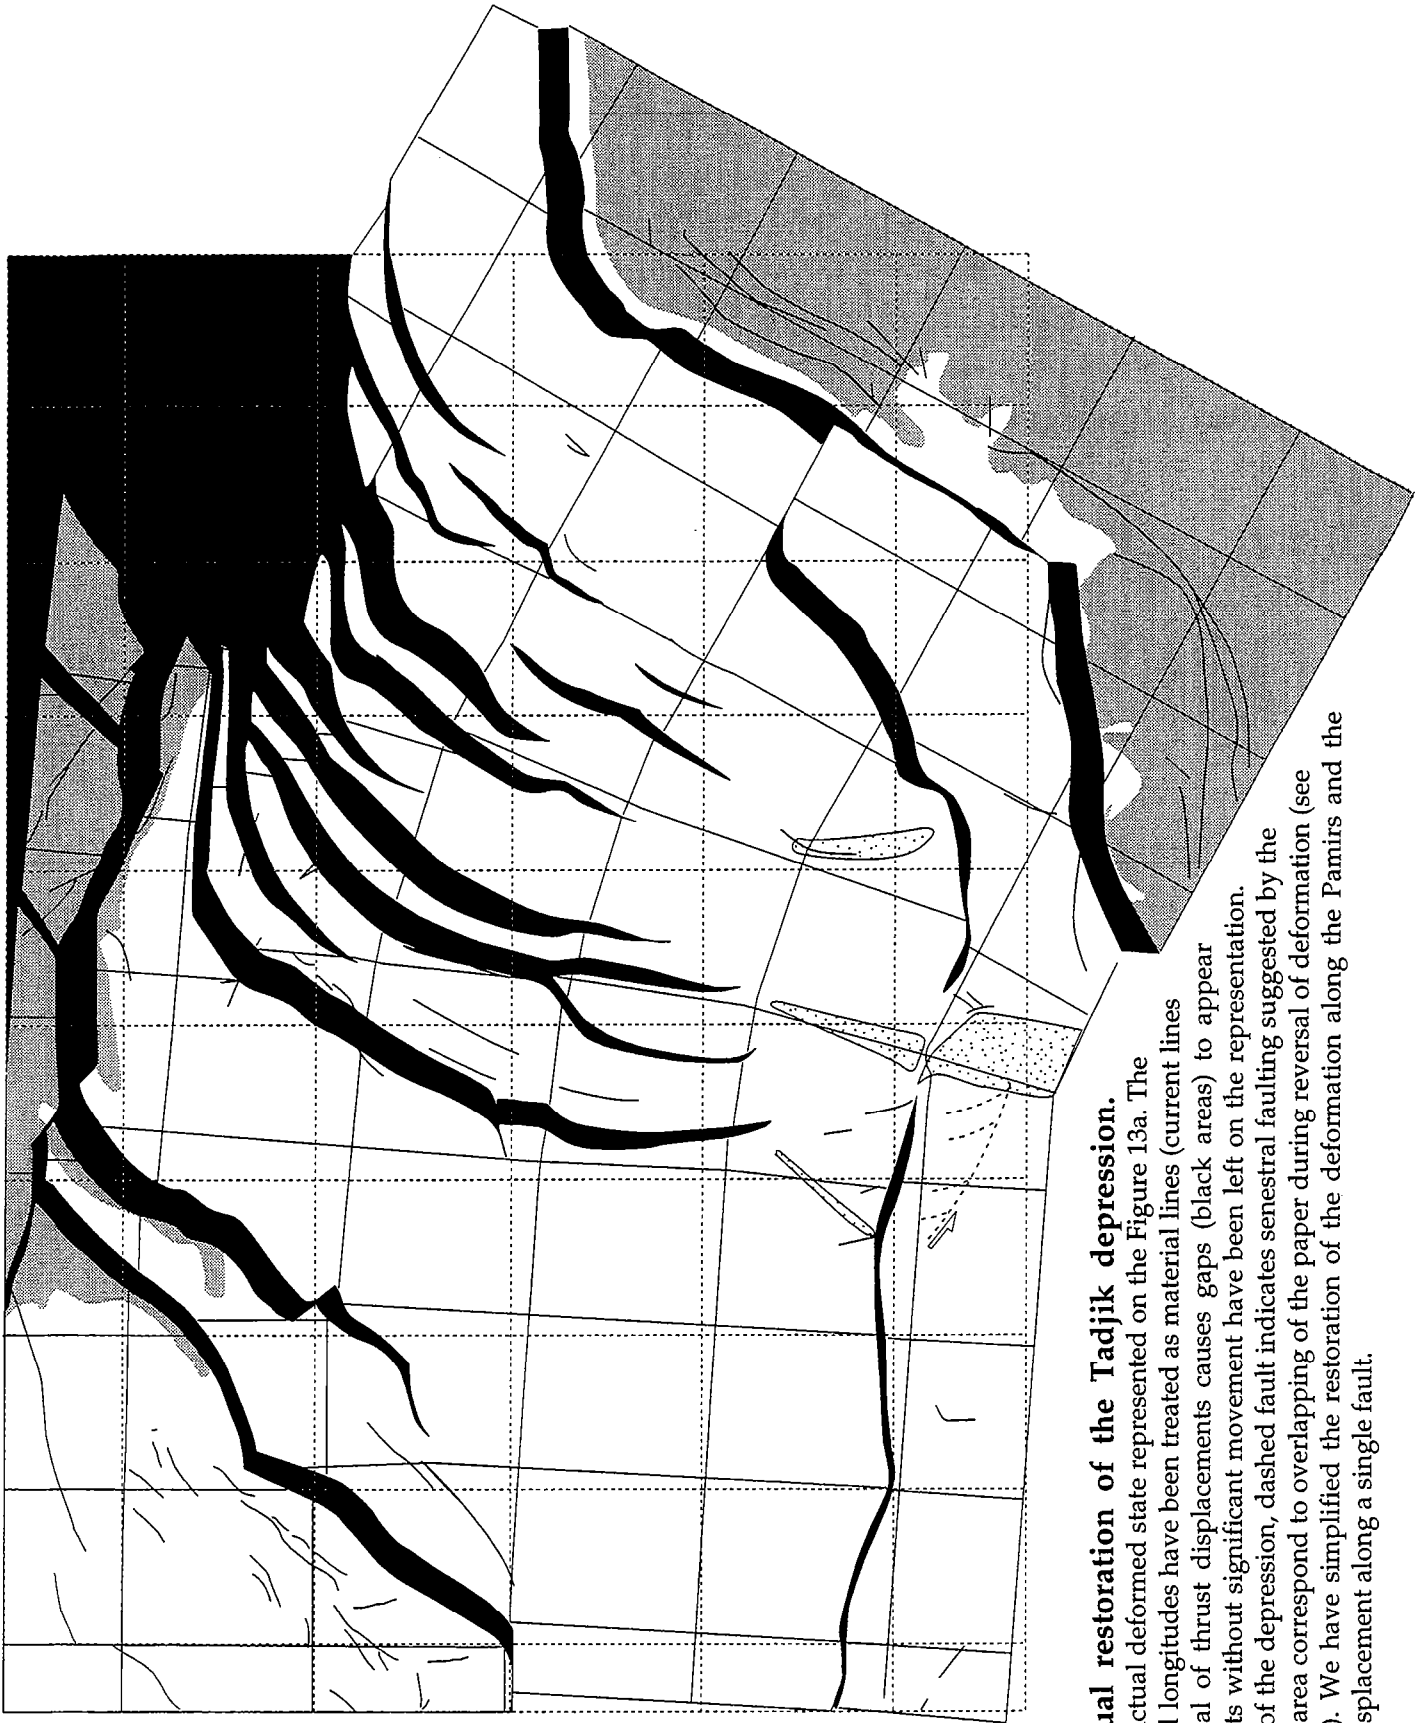 ual restoration of the Tadjik depression.
ctual deformed state represented on the Figure 13a. The
l longitudes have been treated as material lines (current lines
al of thrust displacements causes gaps (black areas) to appear
ts without significant movement have been left on the representation.
of the depression, dashed fault indicates senestral faulting suggested by the
area correspond to overlapping of the paper during reversal of deformation (see
). We have simplified the restoration of the deformation along the Pamirs and the
splacement along a single fault.